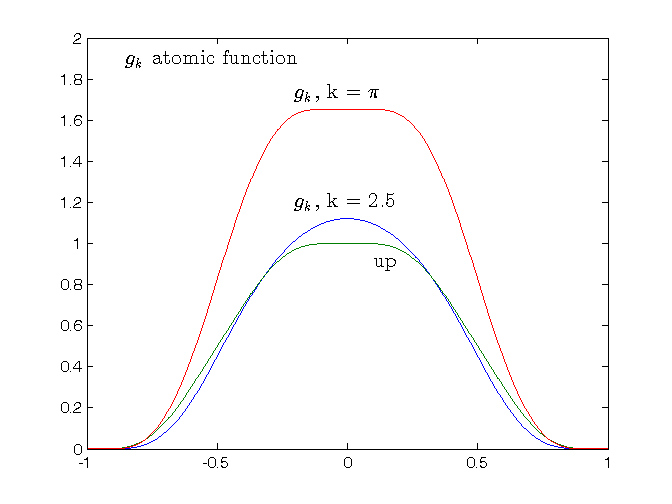 2
g_k atomic function
1.8
g_k, k = π
1.6
1.4
g_k, k = 2.5
1.2
1
up
0.8
0.6
0.4
0.2
0
-1 -0.5 0 0.5 1